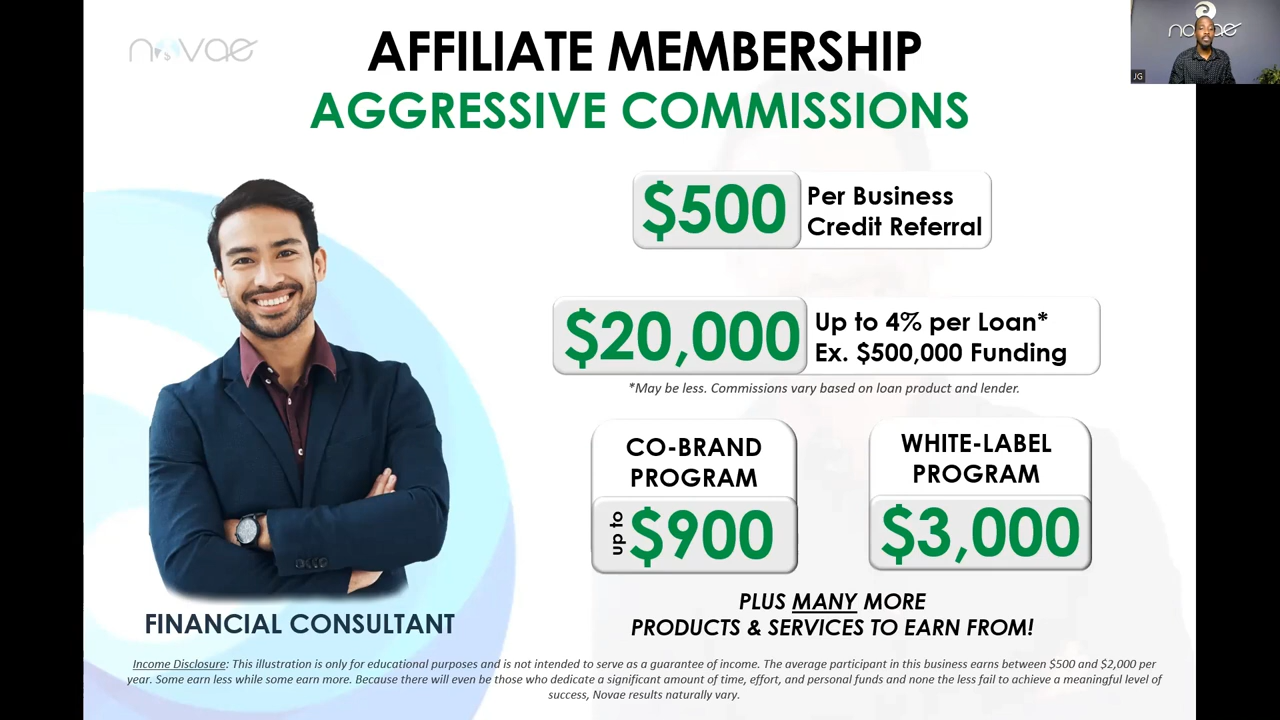 novae
AFFILIATE MEMBERSHIP
AGGRESSIVE COMMISSIONS
novae
JG
$500
Per Business
Credit Referral
$20,000
Up to 4% per Loan*
Ex. $500,000 Funding
*May be less. Commissions vary based on loan product and lender.
CO-BRAND
PROGRAM
up to
$900
WHITE-LABEL
PROGRAM
$3,000
PLUS MANY MORE
PRODUCTS & SERVICES TO EARN FROM!
FINANCIAL CONSULTANT
Income Disclosure: This illustration is only for educational purposes and is not intended to serve as a guarantee of income. The average participant in this business earns between $500 and $2,000 per
year. Some earn less while some earn more. Because there will even be those who dedicate a significant amount of time, effort, and personal funds and none the less fail to achieve a meaningful level of
success, Novae results naturally vary.